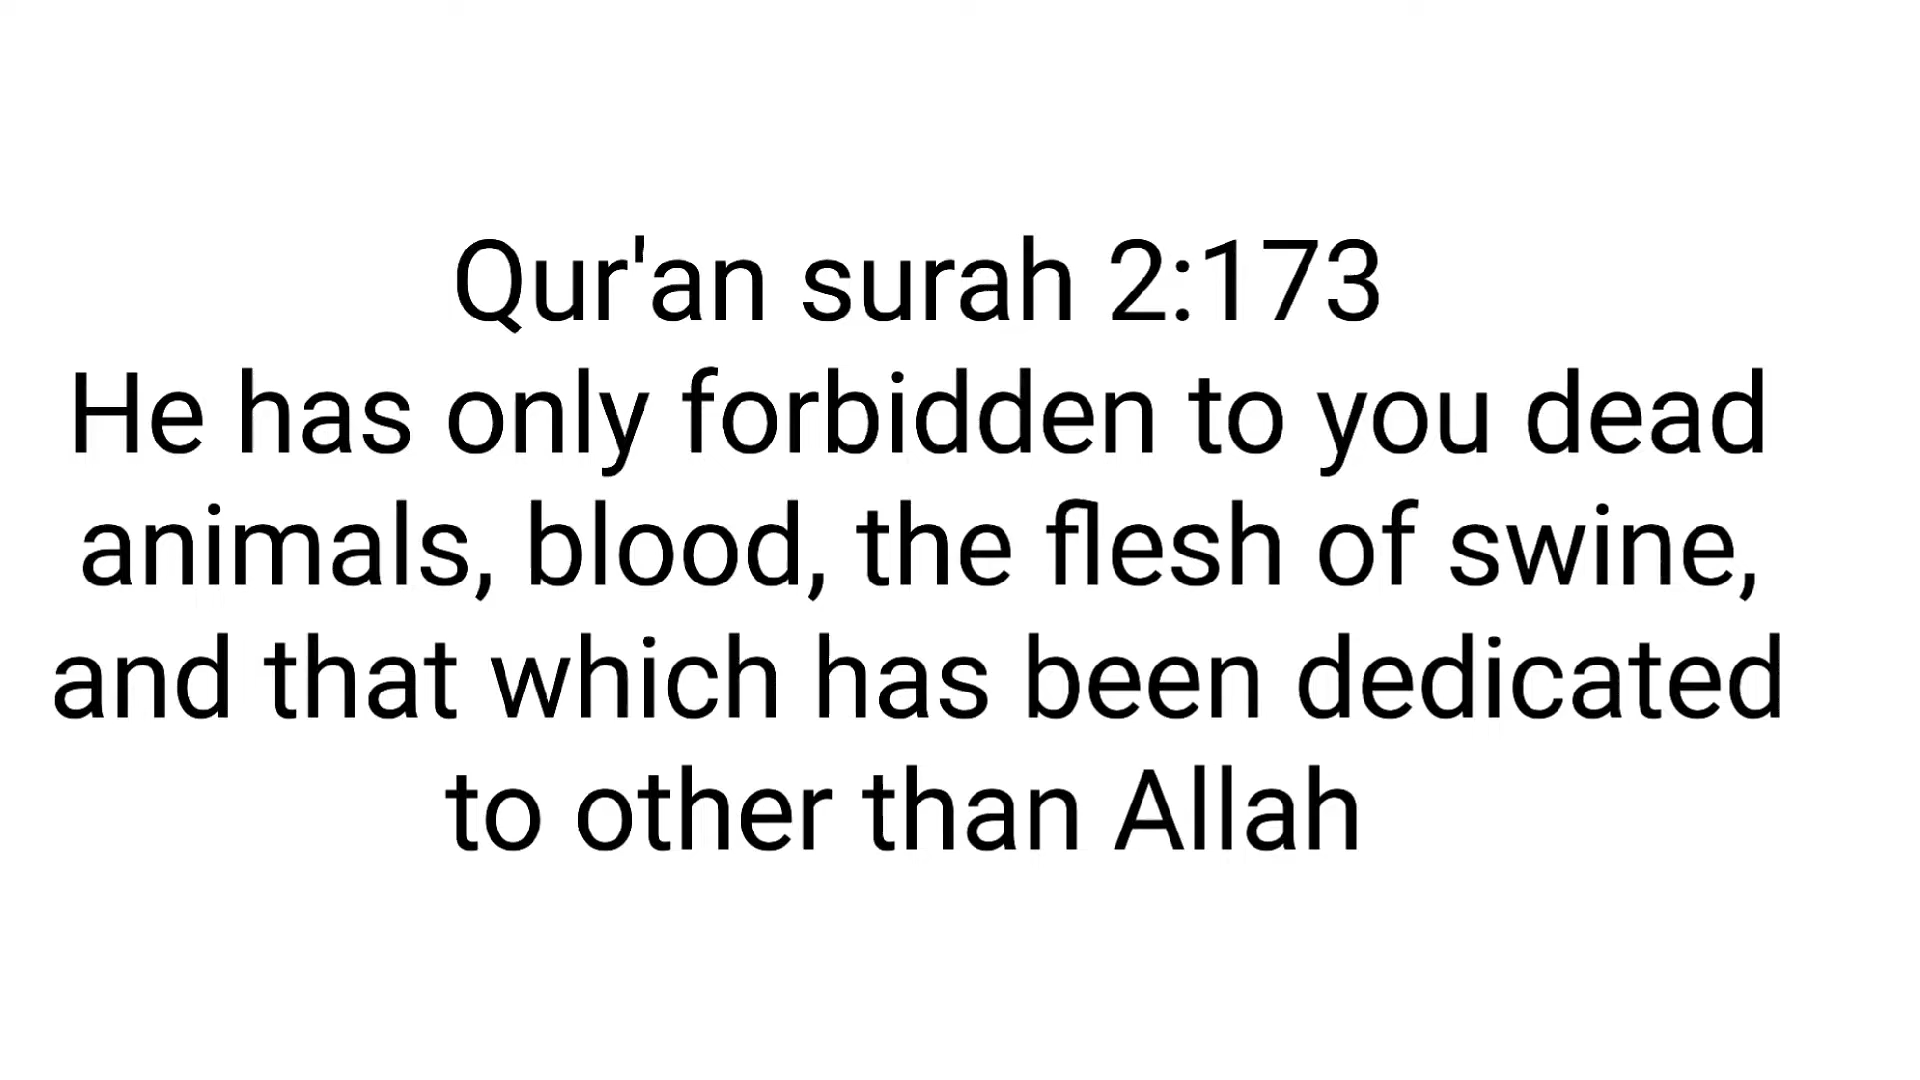 Qur'an surah 2:173
He has only forbidden to you dead
animals, blood, the flesh of swine,
and that which has been dedicated
to other than Allah